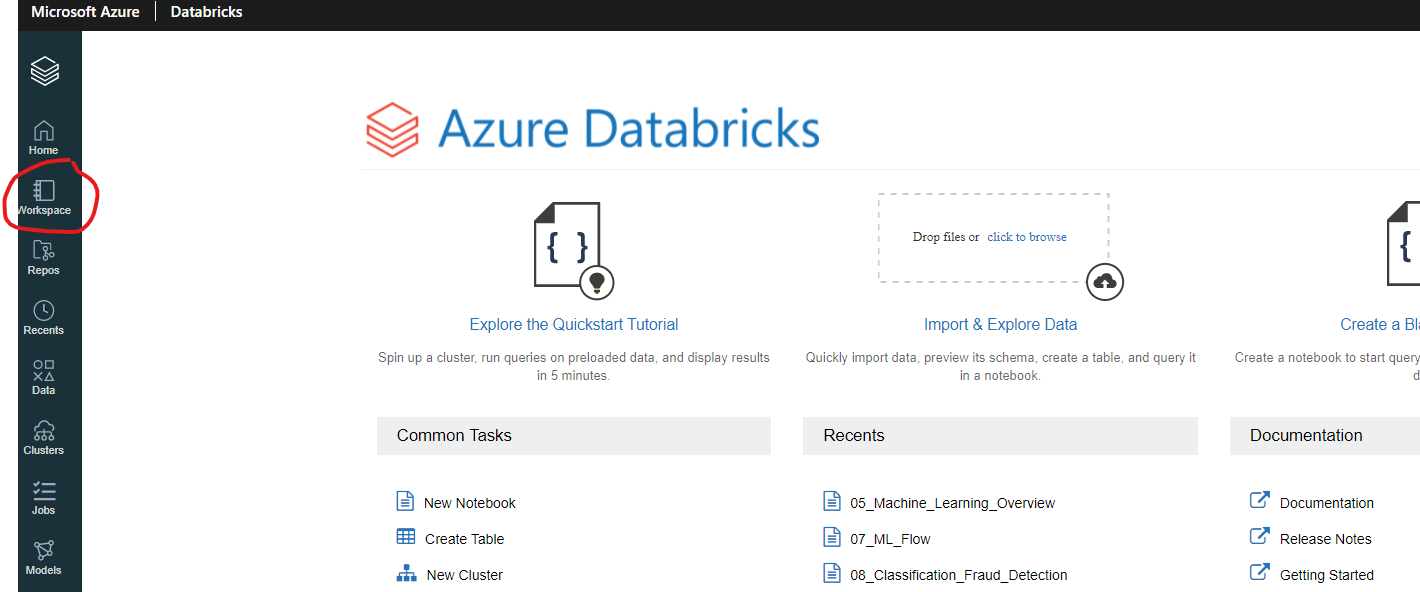 Microsoft Azure Databricks
Home
Workspace
Repos
Recents
Data
Clusters
Jobs
Models
Azure Databricks
{ }
Explore the Quickstart Tutorial
Spin up a cluster, run queries on preloaded data, and display results
in 5 minutes.
Common Tasks
New Notebook
Create Table
New Cluster
Drop files or click to browse
Import & Explore Data
Quickly import data, preview its schema, create a table, and query it
in a notebook.
Recents
05_Machine_Learning_Overview
07_ML_Flow
08_Classification_Fraud_Detection
{
Create a Bl
Create a notebook to start query
d
Documentation
Documentation
Release Notes
Getting Started